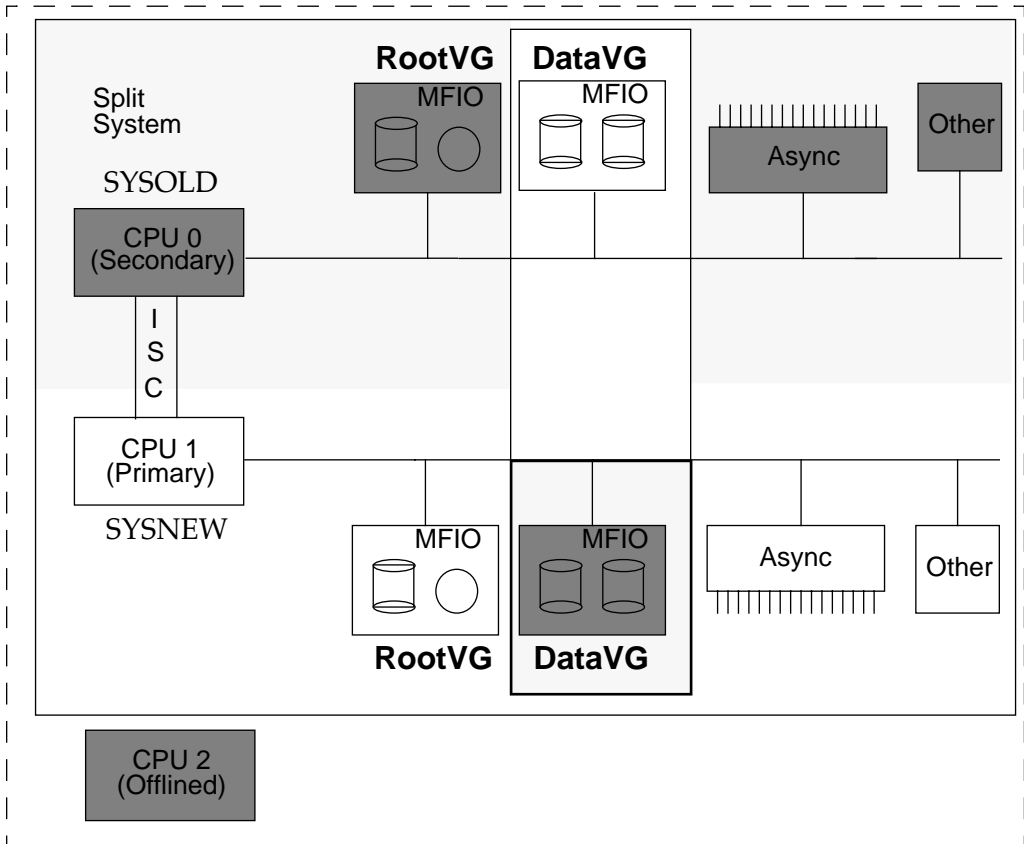 RootVG DataVG
MFIO MFIO
Split
System
Async
Other
SYSOLD
CPU 0
(Secondary)
I
S
C
CPU 1
(Primary)
SYSNEW
MFIO MFIO
Async
Other
RootVG DataVG
CPU 2
(Offlined)